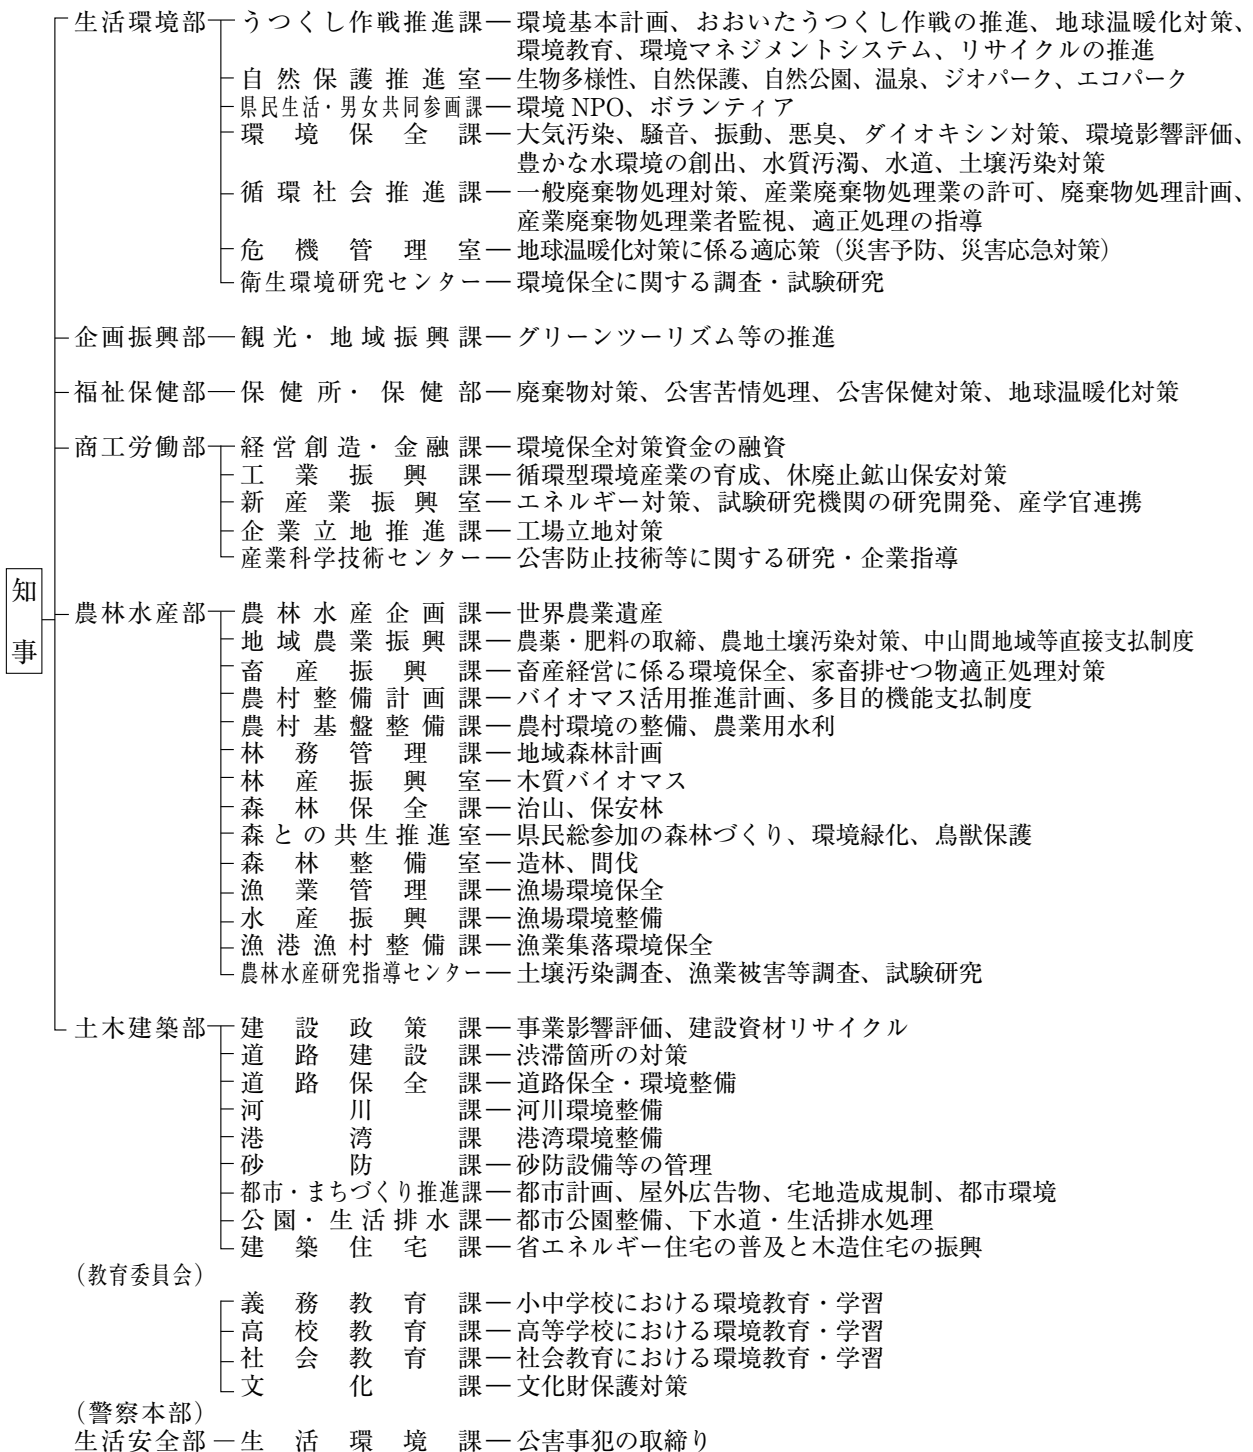 生活環境部 うつくし作戦推進課 環境基本計画、おおいたうつくし作戦の推進、地球温暖化対策、
環境教育、環境マネジメントシステム、リサイクルの推進
自然保護推進室 生物多様性、自然保護、自然公園、温泉、ジオパーク、エコパーク
県民生活・男女共同参画課 環境 NPO、ボランティア
環境保全課 大気汚染、騒音、振動、悪臭、ダイオキシン対策、環境影響評価、
豊かな水環境の創出、水質汚濁、水道、土壌汚染対策
循環社会推進課 一般廃棄物処理対策、産業廃棄物処理業の許可、廃棄物処理計画、
産業廃棄物処理業者監視、適正処理の指導
危機管理室 地球温暖化対策に係る適応策（災害予防、災害応急対策）
衛生環境研究センター 環境保全に関する調査・試験研究
企画振興部 観光・地域振興課 グリーンツーリズム等の推進
福祉保健部 保健所・保健部 廃棄物対策、公害苦情処理、公害保健対策、地球温暖化対策
商工労働部 経営創造・金融課 環境保全対策資金の融資
工業振興課 循環型環境産業の育成、休廃止鉱山保安対策
新産業振興室 エネルギー対策、試験研究機関の研究開発、産学官連携
企業立地推進課 工場立地対策
産業科学技術センター 公害防止技術等に関する研究・企業指導
知事
農林水産部 農林水産企画課 世界農業遺産
地域農業振興課 農薬・肥料の取締、農地土壌汚染対策、中山間地域等直接支払制度
畜産振興課 畜産経営に係る環境保全、家畜排せつ物適正処理対策
農村整備計画課 バイオマス活用推進計画、多目的機能支払制度
農村基盤整備課 農村環境の整備、農業用水利
林務管理課 地域森林計画
林産振興室 木質バイオマス
森林保全課 治山、保安林
森との共生推進室 県民総参加の森林づくり、環境緑化、鳥獣保護
森林整備室 造林、間伐
漁業管理課 漁場環境保全
水産振興課 漁場環境整備
漁港漁村整備課 漁業集落環境保全
農林水産研究指導センター 土壌汚染調査、漁業被害等調査、試験研究
土木建築部 建設政策課 事業影響評価、建設資材リサイクル
道路建設課 渋滞箇所の対策
道路保全課 道路保全・環境整備
河川課 河川環境整備
港湾課 港湾環境整備
砂防課 砂防設備等の管理
都市・まちづくり推進課 都市計画、屋外広告物、宅地造成規制、都市環境
公園・生活排水課 都市公園整備、下水道・生活排水処理
建築住宅課 省エネルギー住宅の普及と木造住宅の振興
（教育委員会）
義務教育課 小中学校における環境教育・学習
高校教育課 高等学校における環境教育・学習
社会教育課 社会教育における環境教育・学習
文化課 文化財保護対策
（警察本部）
生活安全部 生活環境課 公害事犯の取締り